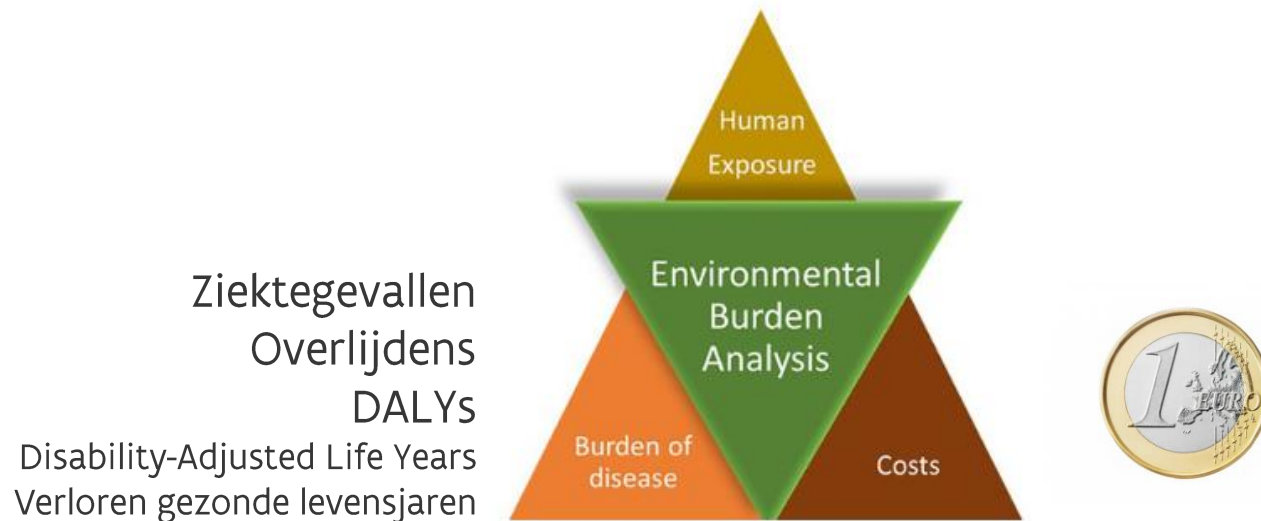 Human
Exposure
Environmental
Burden
Analysis
Ziektegevallen
Overlijdens
DALYs
Disability-Adjusted Life Years
Verloren gezonde levensjaren
Burden of
disease
Costs
1
EURO